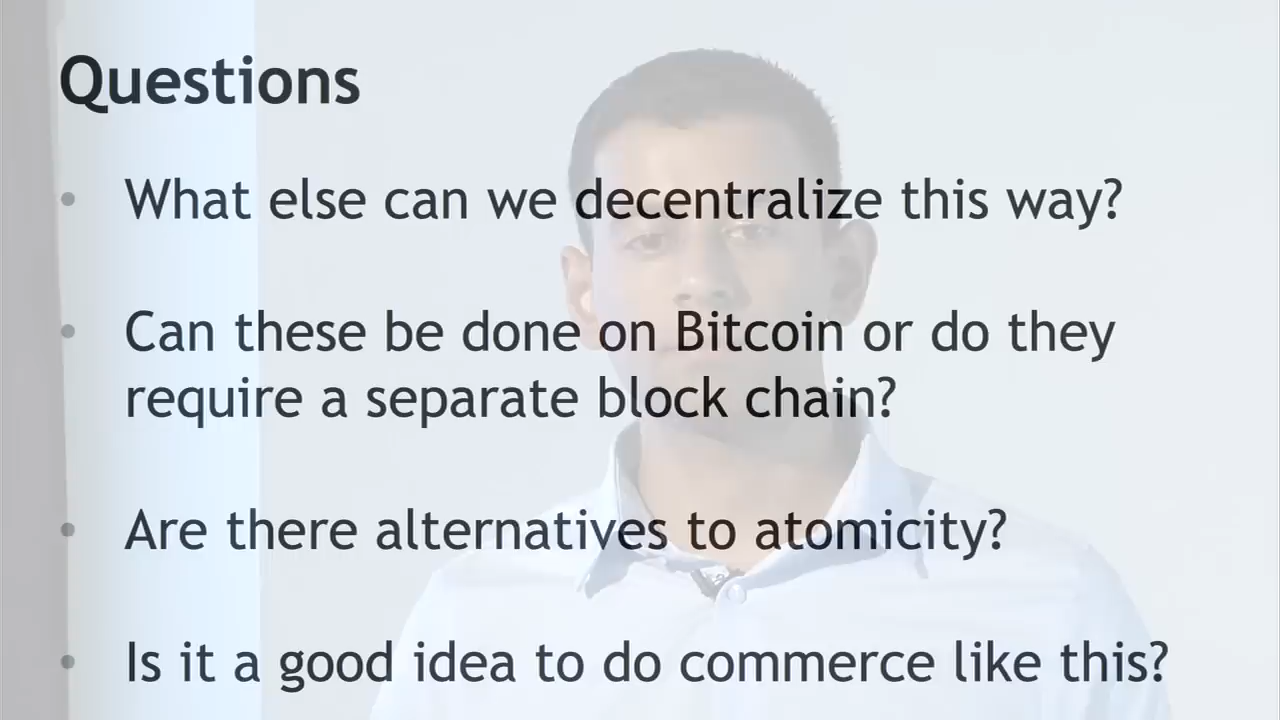 Questions
• What else can we decentralize this way?
• Can these be done on Bitcoin or do they
require a separate block chain?
• Are there alternatives to atomicity?
• Is it a good idea to do commerce like this?